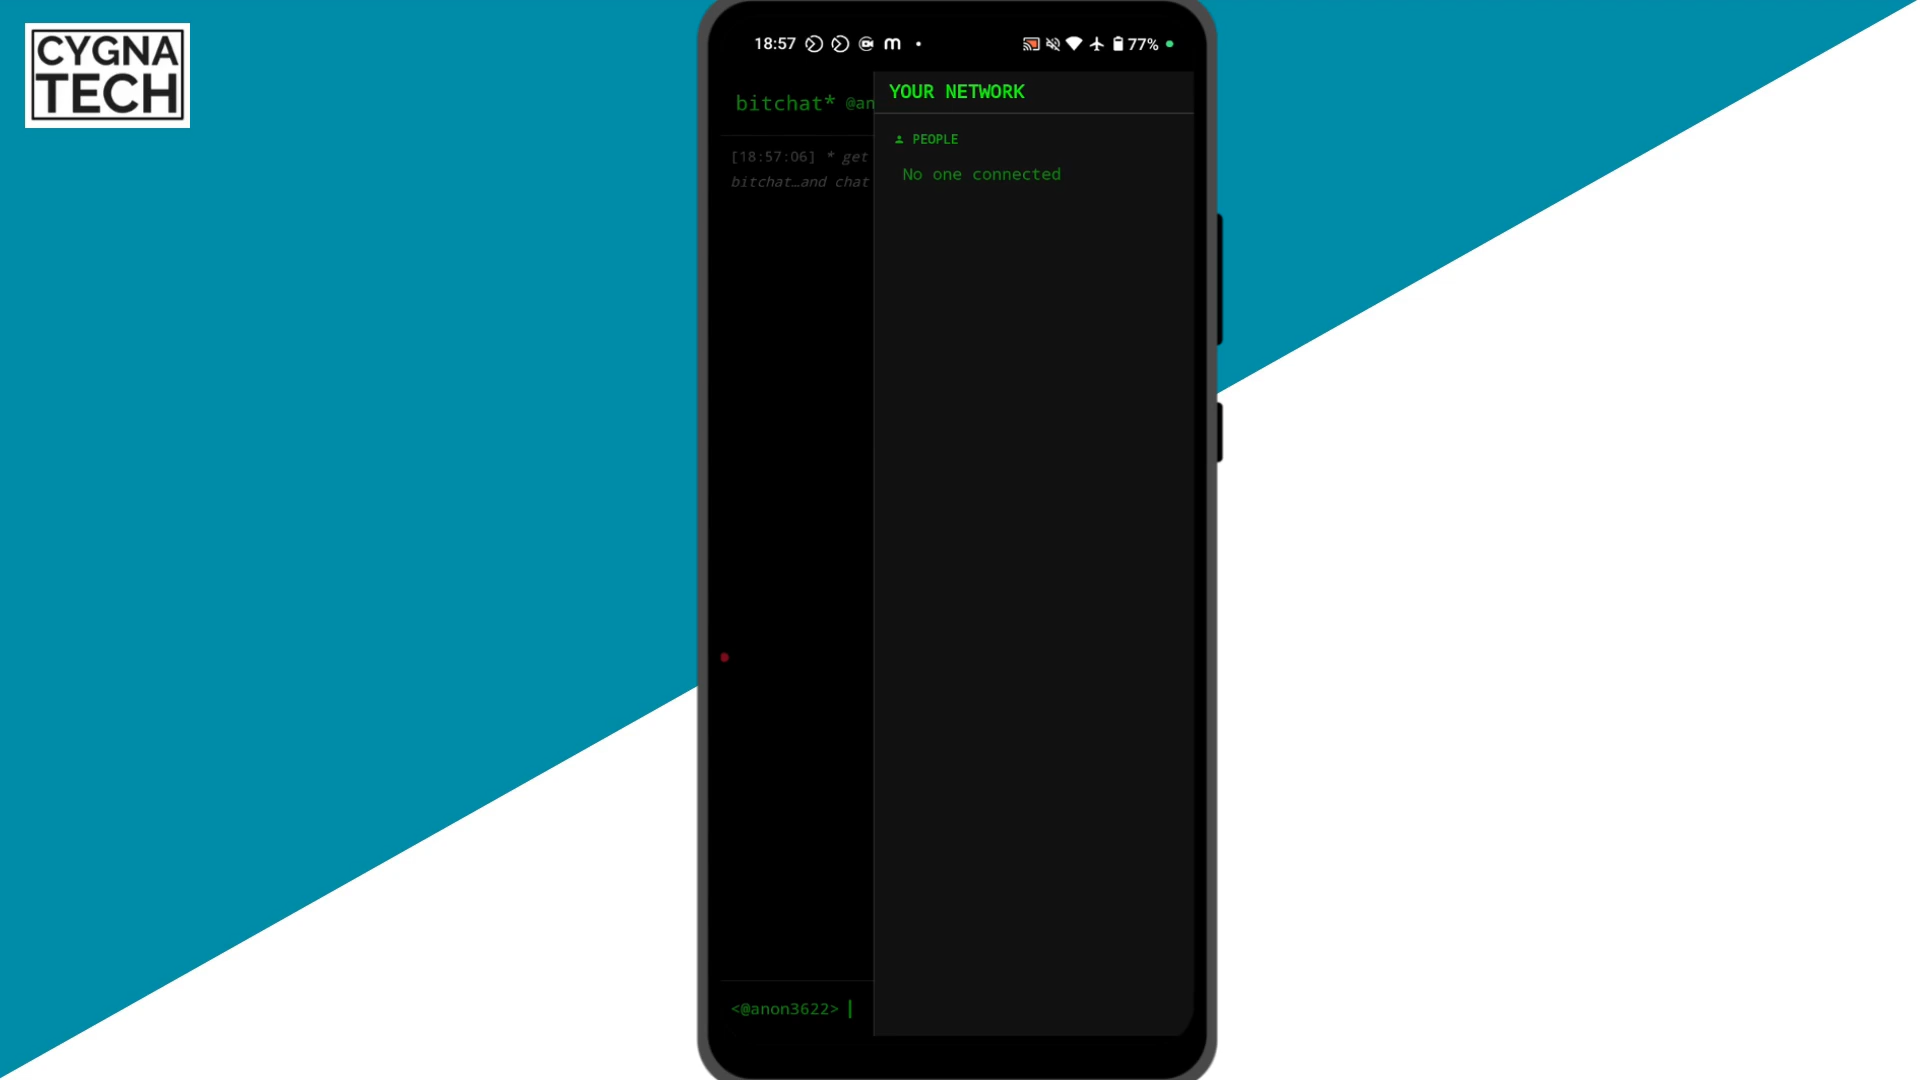 CYGNA
TECH
18:57
77%
bitchat* @an
YOUR NETWORK
PEOPLE
No one connected
[18:57:06] * get
bitchat…and chat
<@anon3622>